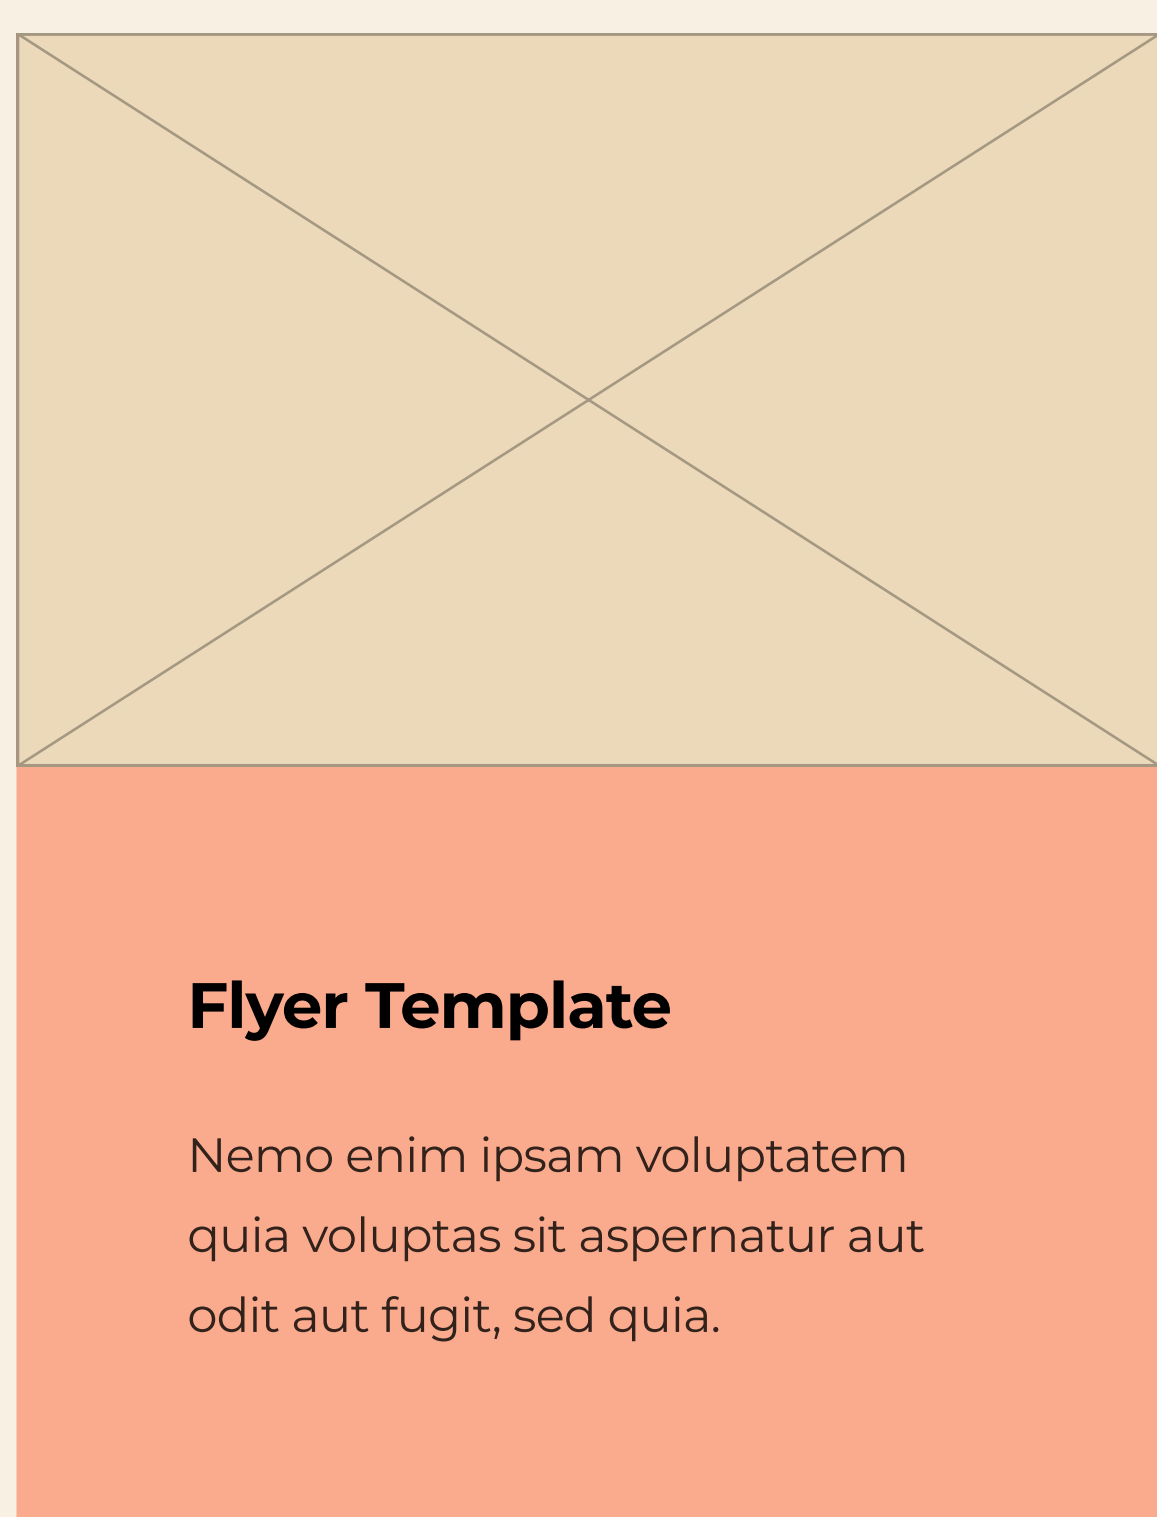 Flyer Template
Nemo enim ipsam voluptatem
quia voluptas sit aspernatur aut
odit aut fugit, sed quia.